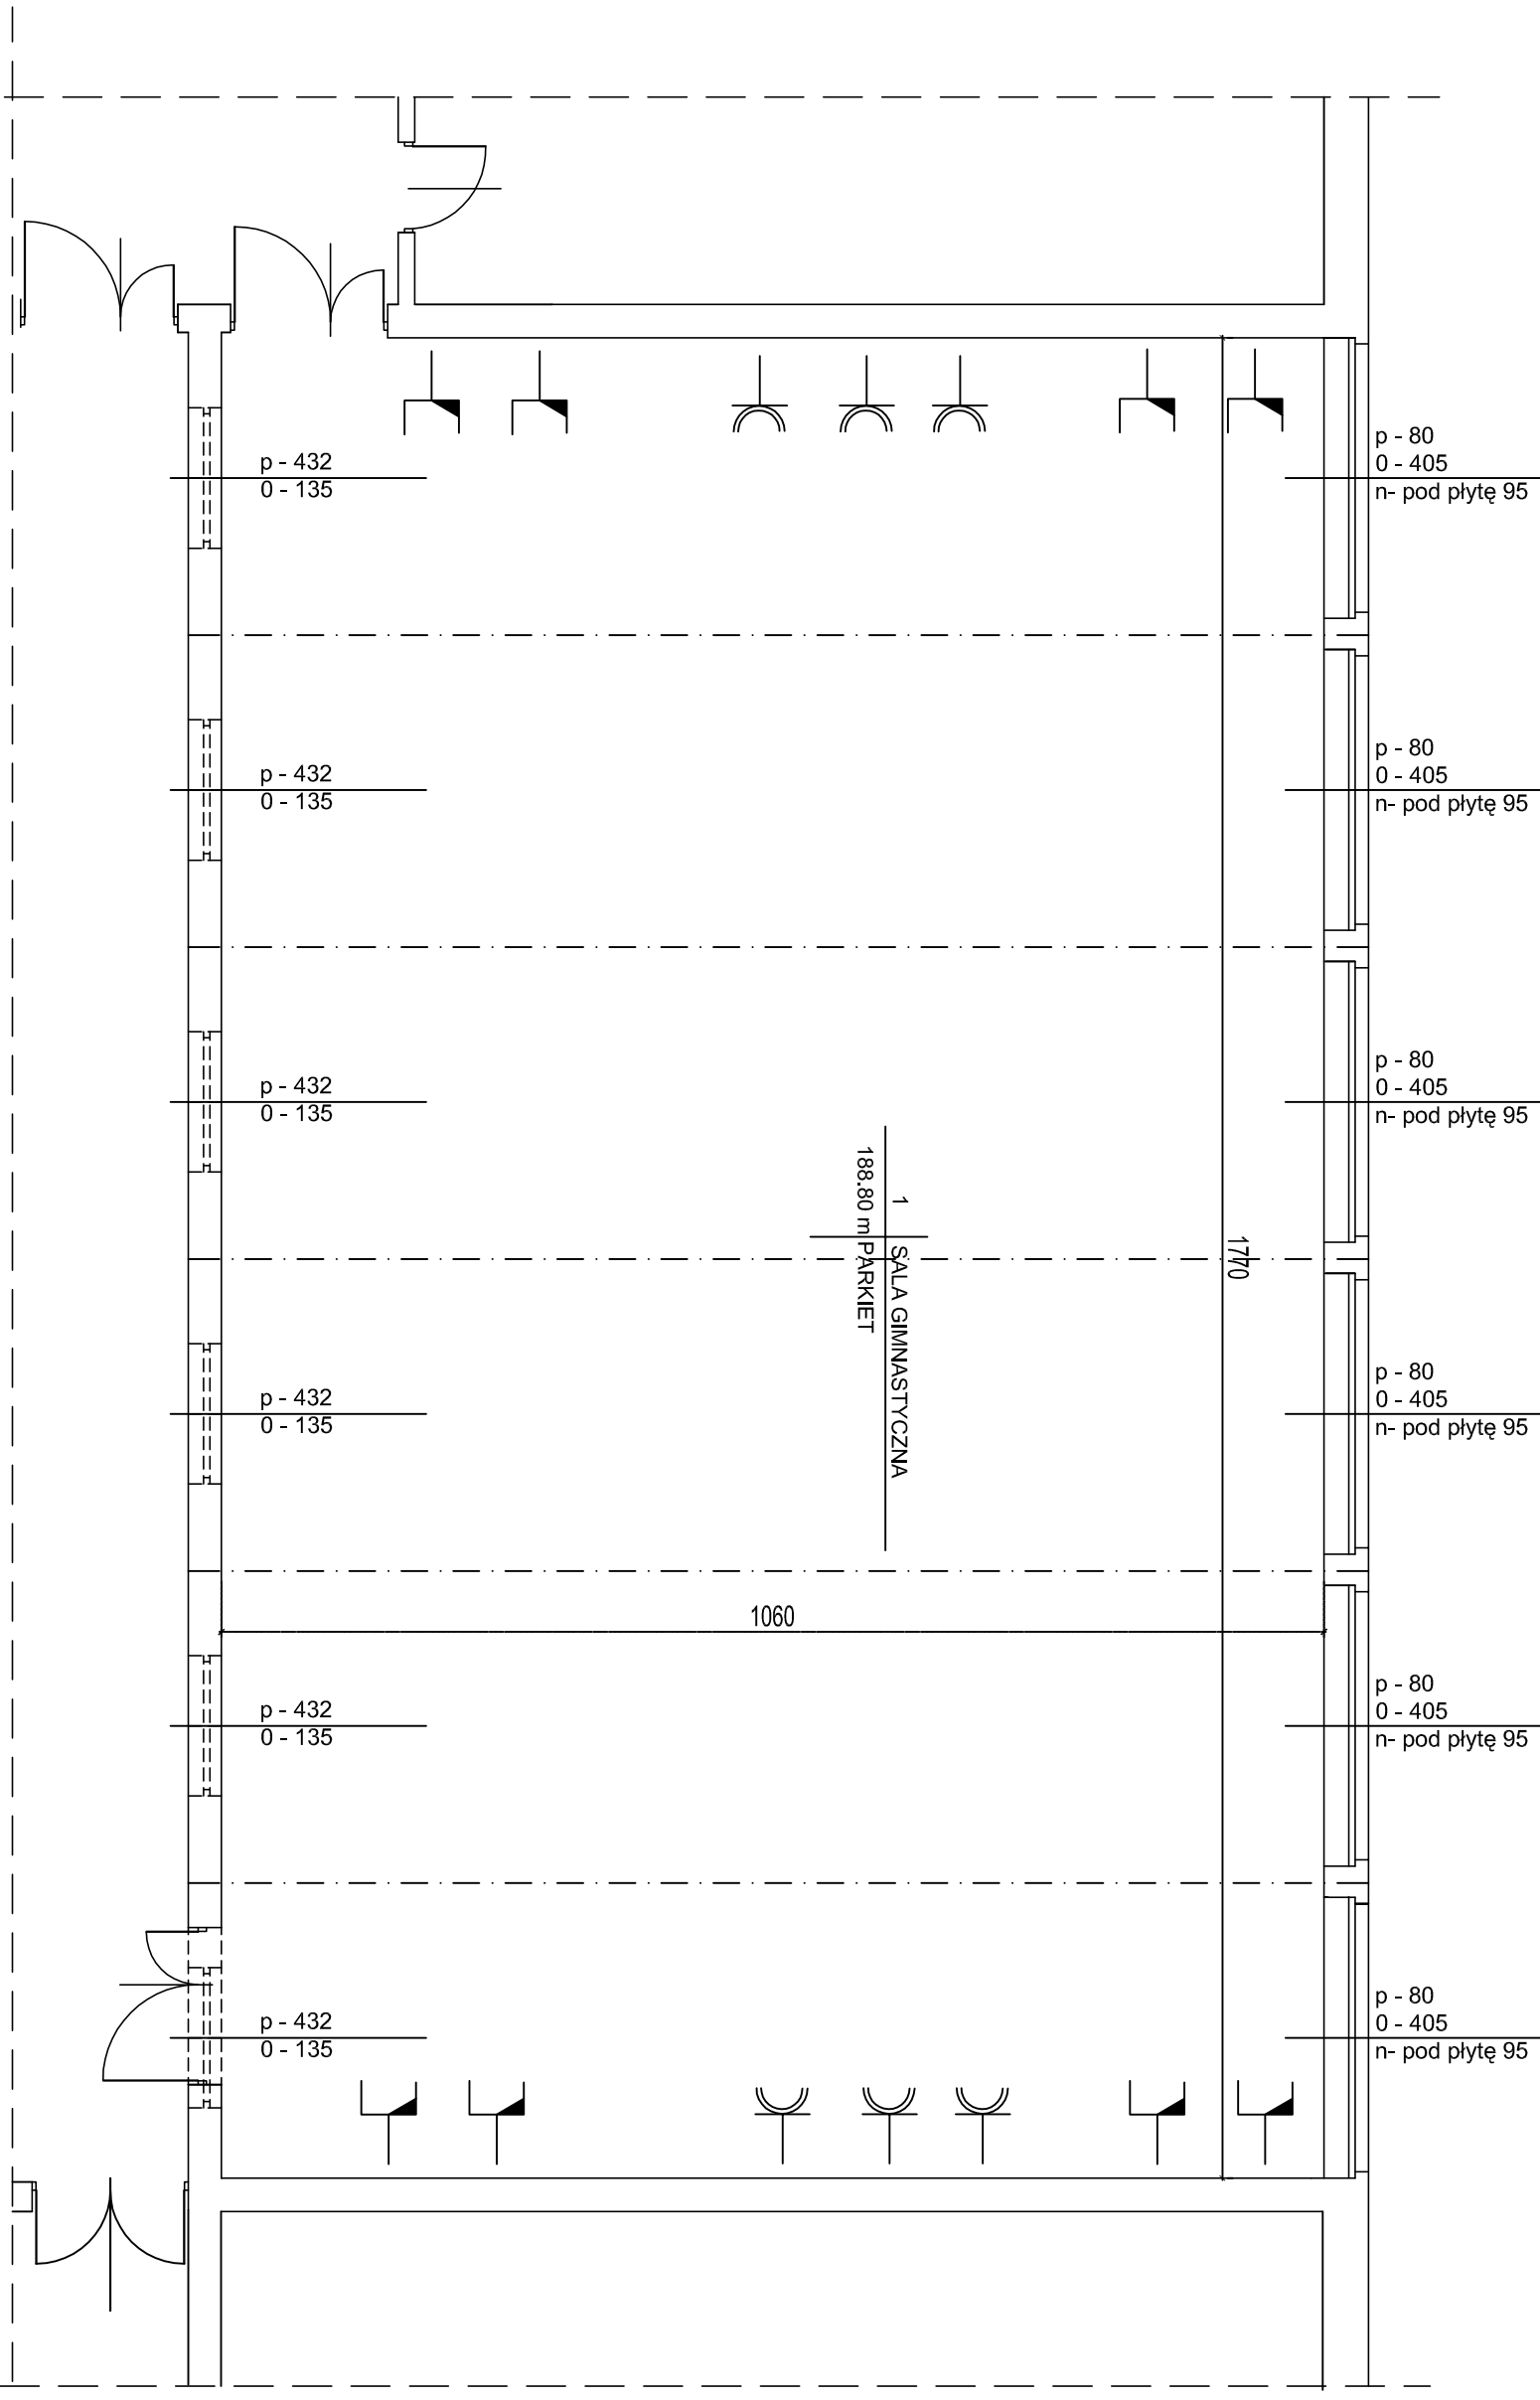 p - 432
0 - 135
p - 80
0 - 405
n- pod płytę 95
p - 432
0 - 135
p - 80
0 - 405
n- pod płytę 95
p - 432
0 - 135
p - 80
0 - 405
n- pod płytę 95
1 SALA GIMNASTYCZNA
188.80 m PARKIET
1770
p - 432
0 - 135
p - 80
0 - 405
n- pod płytę 95
1060
p - 432
0 - 135
p - 80
0 - 405
n- pod płytę 95
p - 432
0 - 135
p - 80
0 - 405
n- pod płytę 95